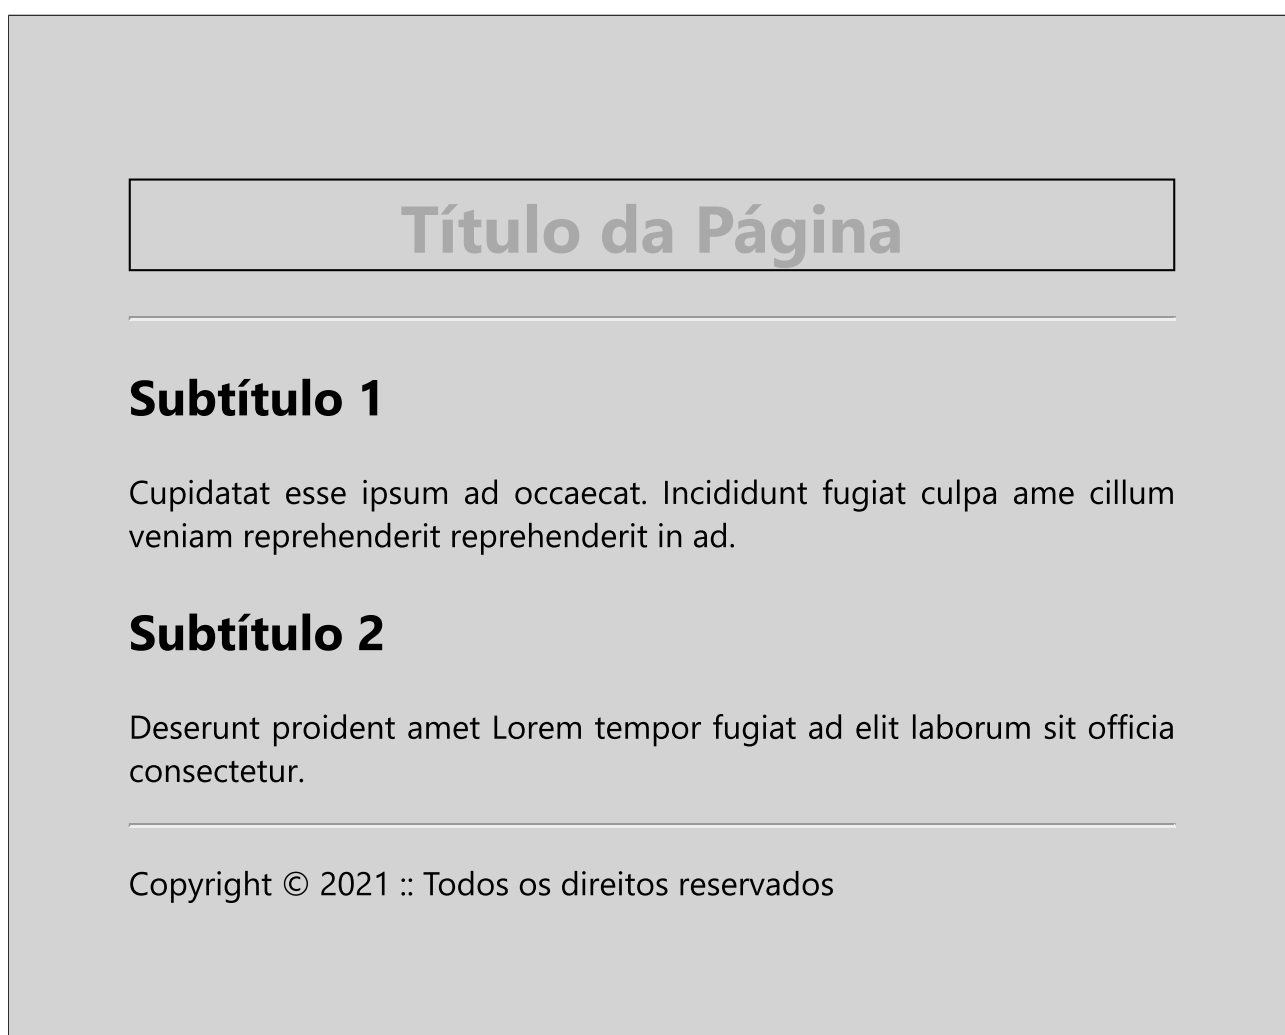 Título da Página
Subtítulo 1
Cupidatat esse ipsum ad occaecat. Incididunt fugiat culpa ame cillum
veniam reprehenderit reprehenderit in ad.
Subtítulo 2
Deserunt proident amet Lorem tempor fugiat ad elit laborum sit officia
consectetur.
Copyright © 2021 :: Todos os direitos reservados